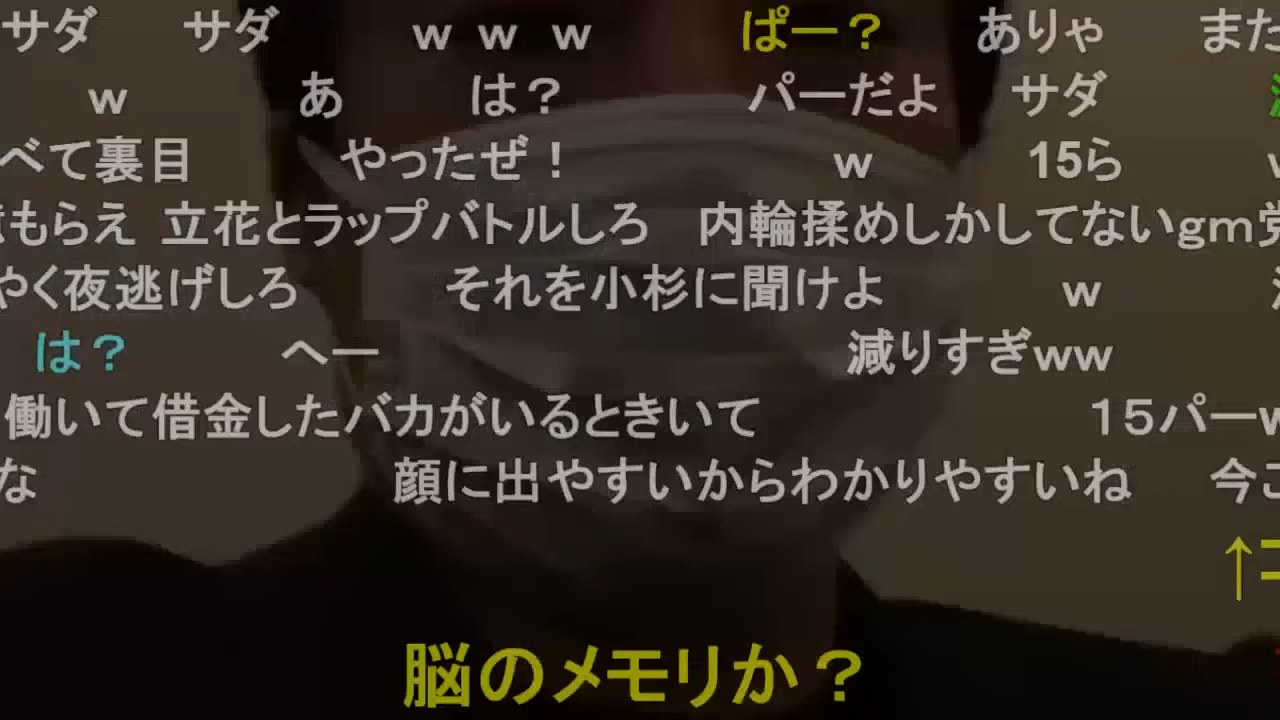 サダ サダ w w w ぱー？ ありゃ また
w あ は？ パーだよ サダ
べて裏目 やったぜ！ w 15ら
もらえ 立花とラップバトルしろ 内輪揉めしかしてないgm党
やく夜逃げしろ それを小杉に聞けよ w
は？ へー 減りすぎww
働いて借金したバカがいるときいて 15パーw
な 顔に出やすいからわかりやすいね 今こ
↑
脳のメモリか？